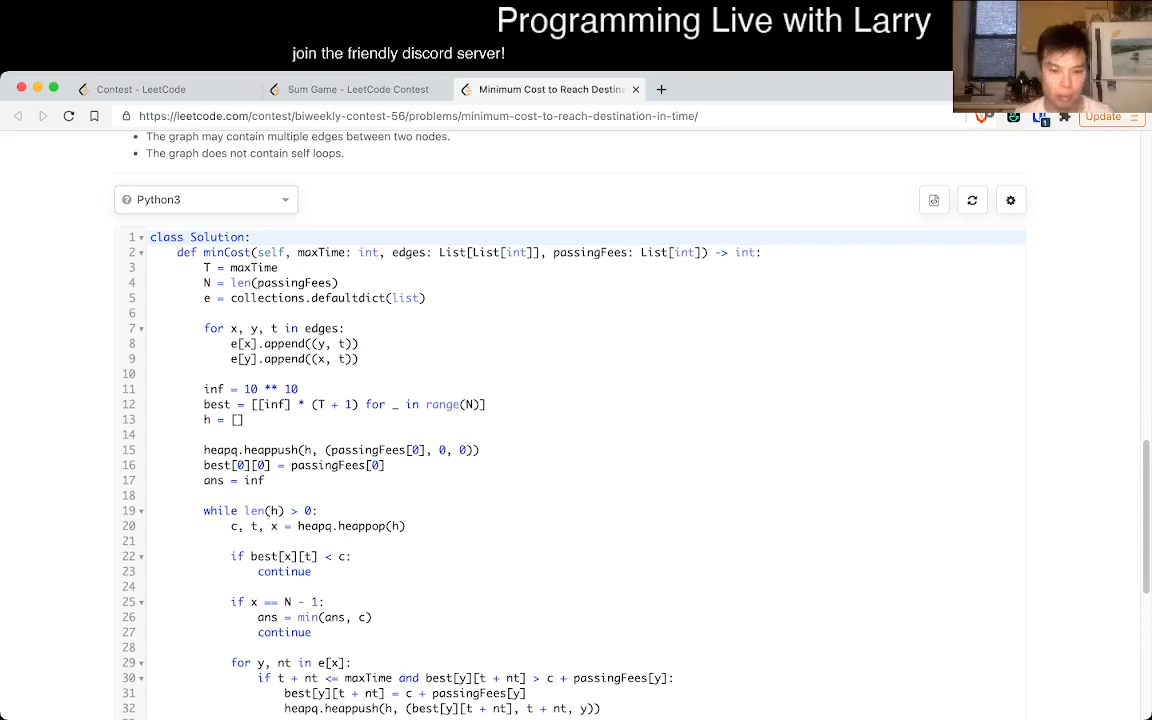 Programming Live with Larry
join the friendly discord server!
Contest - LeetCode
Sum Game - LeetCode Contest
Minimum Cost to Reach Destina
https://leetcode.com/contest/biweekly-contest-56/problems/minimum-cost-to-reach-destination-in-time/
Update
The graph may contain multiple edges between two nodes.
The graph does not contain self loops.
Python3
1 class Solution:
2 def minCost(self, maxTime: int, edges: List[List[int]], passingFees: List[int]) -> int:
3 T = maxTime
4 N = len(passingFees)
5 e = collections.defaultdict(list)
6
7 for x, y, t in edges:
8 e[x].append((y, t))
9 e[y].append((x, t))
10
11 inf = 10 ** 10
12 best = [[inf] * (T + 1) for _ in range(N)]
13 h = []
14
15 heapq.heappush(h, (passingFees[0], 0, 0))
16 best[0][0] = passingFees[0]
17 ans = inf
18
19 while len(h) > 0:
20 c, t, x = heapq.heappop(h)
21
22 if best[x][t] < c:
23 continue
24
25 if x == N - 1:
26 ans = min(ans, c)
27 continue
28
29 for y, nt in e[x]:
30 if t + nt <= maxTime and best[y][t + nt] > c + passingFees[y]:
31 best[y][t + nt] = c + passingFees[y]
32 heapq.heappush(h, (best[y][t + nt], t + nt, y))